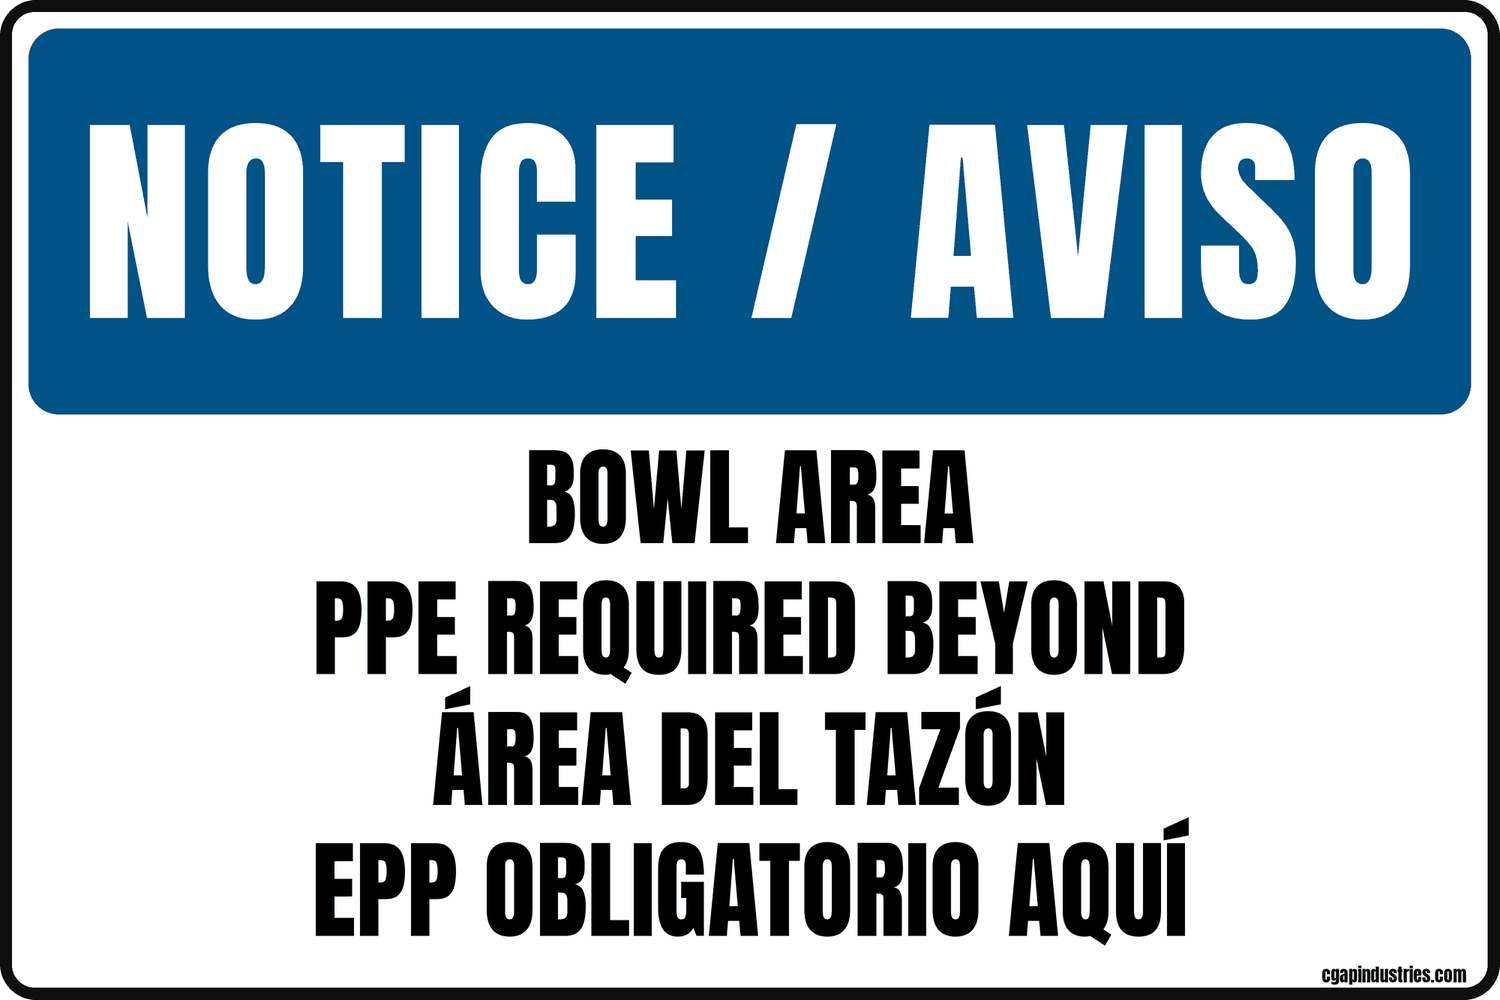 NOTICE / AVISO
BOWL AREA
PPE REQUIRED BEYOND
ÁREA DEL TAZÓN
EPP OBLIGATORIO AQUÍ
cgapindustries.com